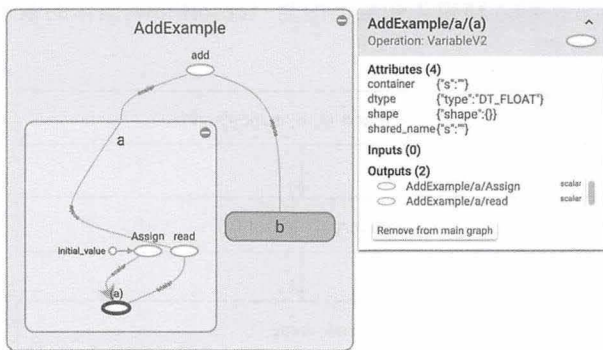 AddExample
add
a
Assign read
initial_value
(a)
b
AddExample/a/(a)
Operation: VariableV2
Attributes (4)
container {"s":""}
dtype {"type":"DT_FLOAT"}
shape {"shape":{}}
shared_name {"s":""}
Inputs (0)
Outputs (2)
AddExample/a/Assign scalar
AddExample/a/read scalar
Remove from main graph